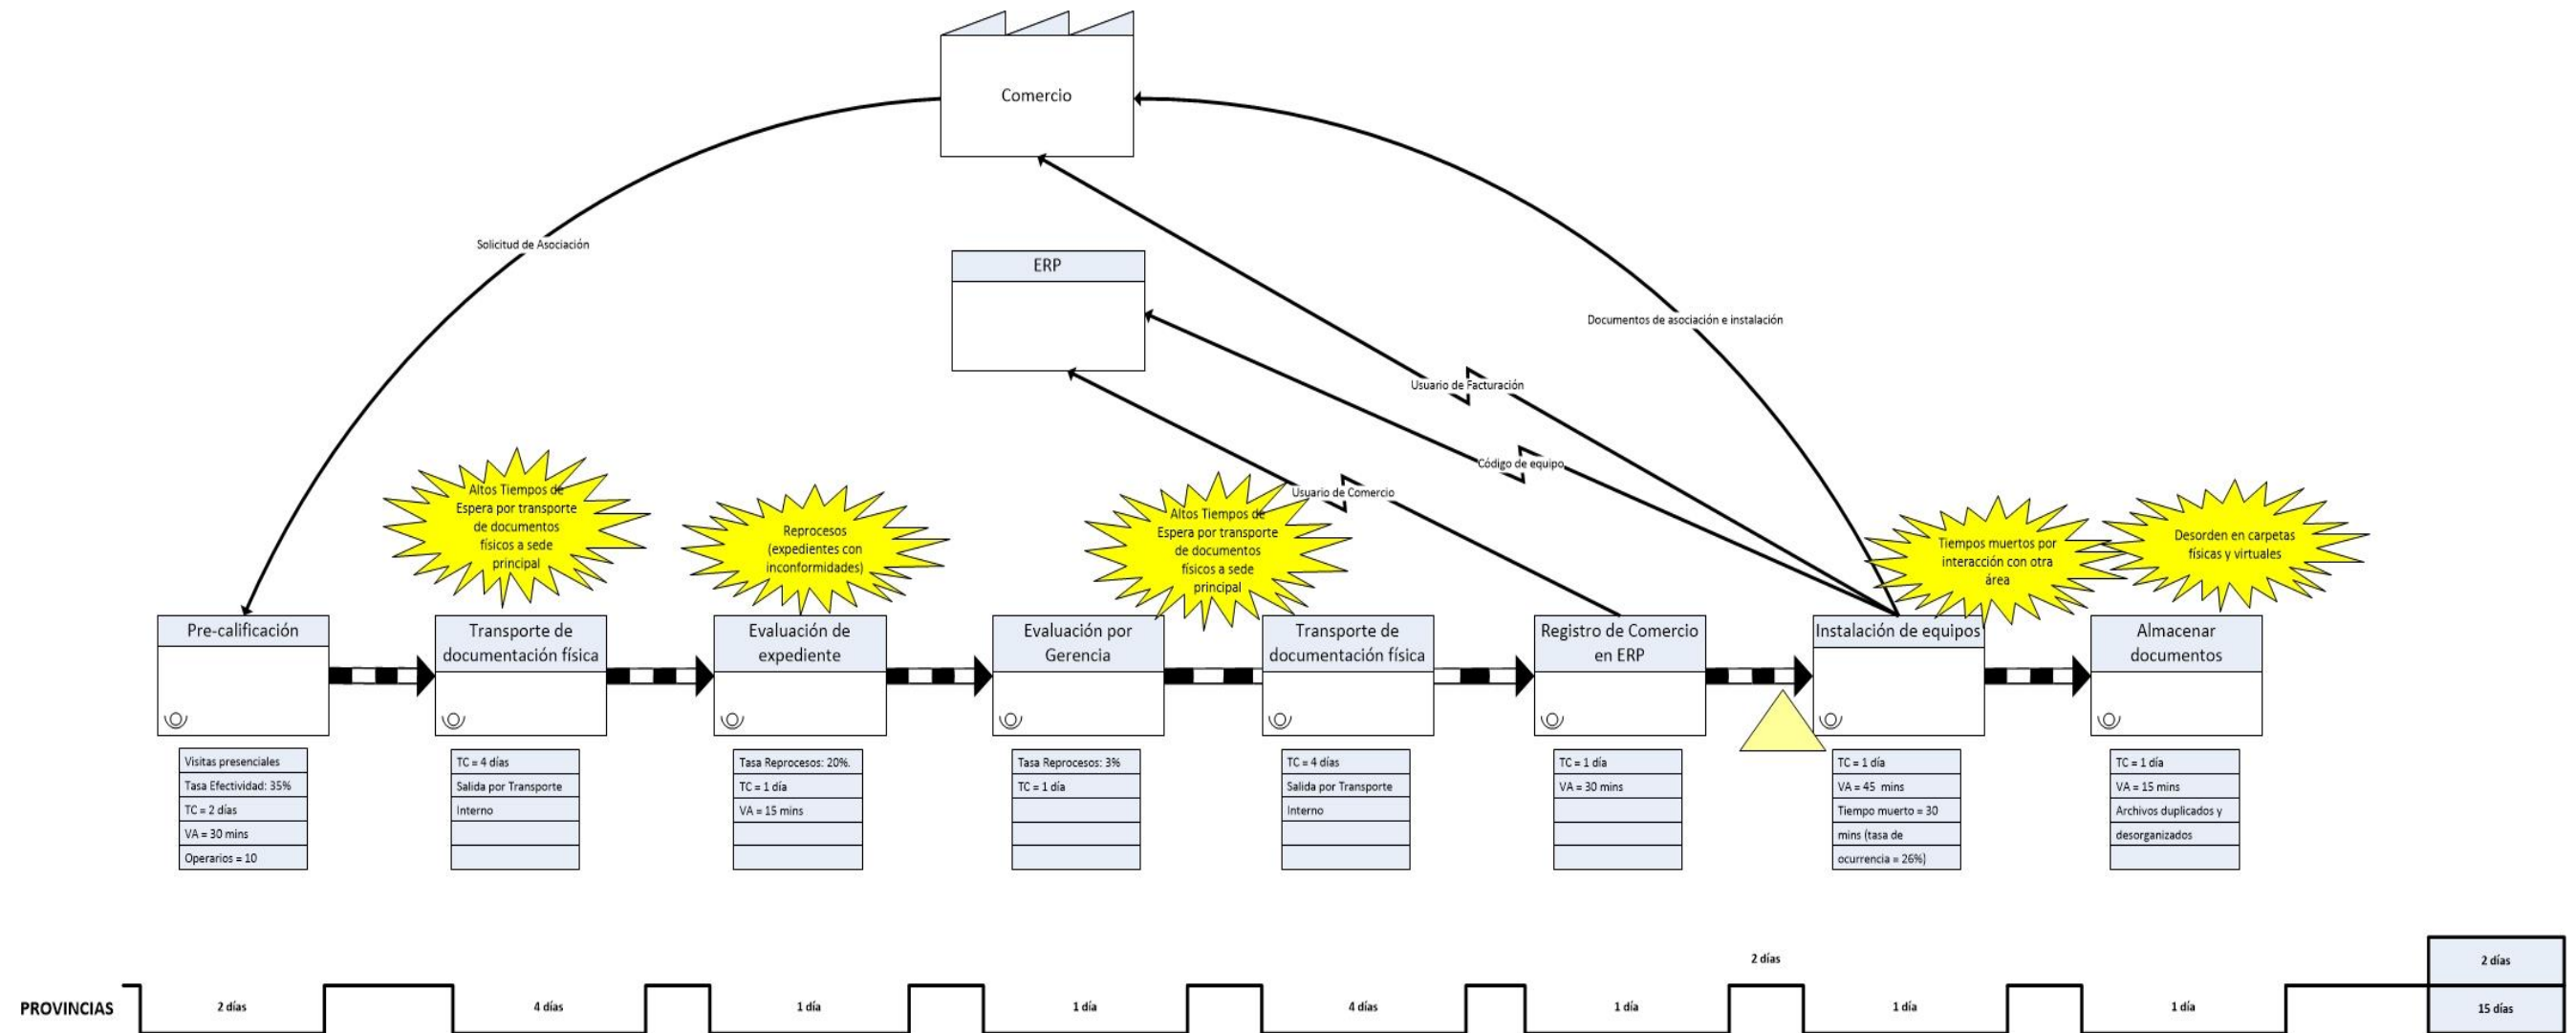 Comercio
Solicitud de Asociación
ERP
Documentos de asociación e instalación
Usuario de Facturación
Código de equipo
Usuario de Comercio
Altos Tiempos de
Espera por transporte
de documentos
físicos a sede
principal
Reprocesos
(expedientes con
inconformidades)
Altos Tiempos de
Espera por transporte
de documentos
físicos a sede
principal
Tiempos muertos por
interacción con otra
área
Desorden en carpetas
físicas y virtuales
Pre-calificación
Visitas presenciales
Tasa Efectividad: 35%
TC = 2 días
VA = 30 mins
Operarios = 10
Transporte de
documentación física
TC = 4 días
Salida por Transporte
Interno
Evaluación de
expediente
Tasa Reprocesos: 20%.
TC = 1 día
VA = 15 mins
Evaluación por
Gerencia
Tasa Reprocesos: 3%
TC = 1 día
Transporte de
documentación física
TC = 4 días
Salida por Transporte
Interno
Registro de Comercio
en ERP
TC = 1 día
VA = 30 mins
Instalación de equipos
TC = 1 día
VA = 45 mins
Tiempo muerto = 30
mins (tasa de
ocurrencia = 26%)
Almacenar
documentos
TC = 1 día
VA = 15 mins
Archivos duplicados y
desorganizados
2 días
2 días
PROVINCIAS
2 días
4 días
1 día
1 día
4 días
1 día
1 día
1 día
15 días